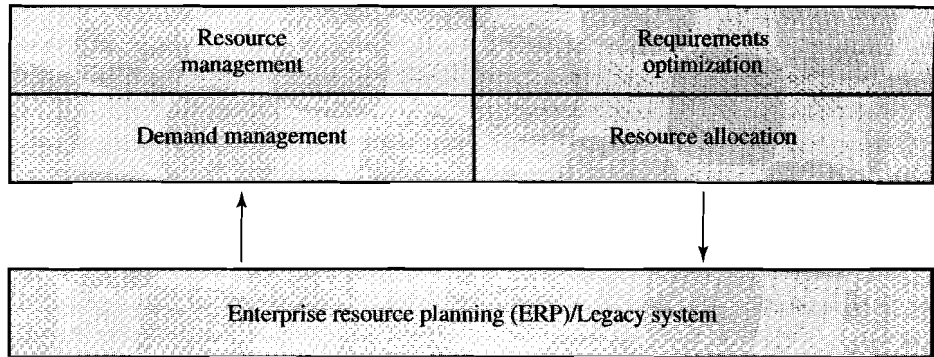 Resource
management
Requirements
optimization
Demand management
Resource allocation
Enterprise resource planning (ERP)/Legacy system